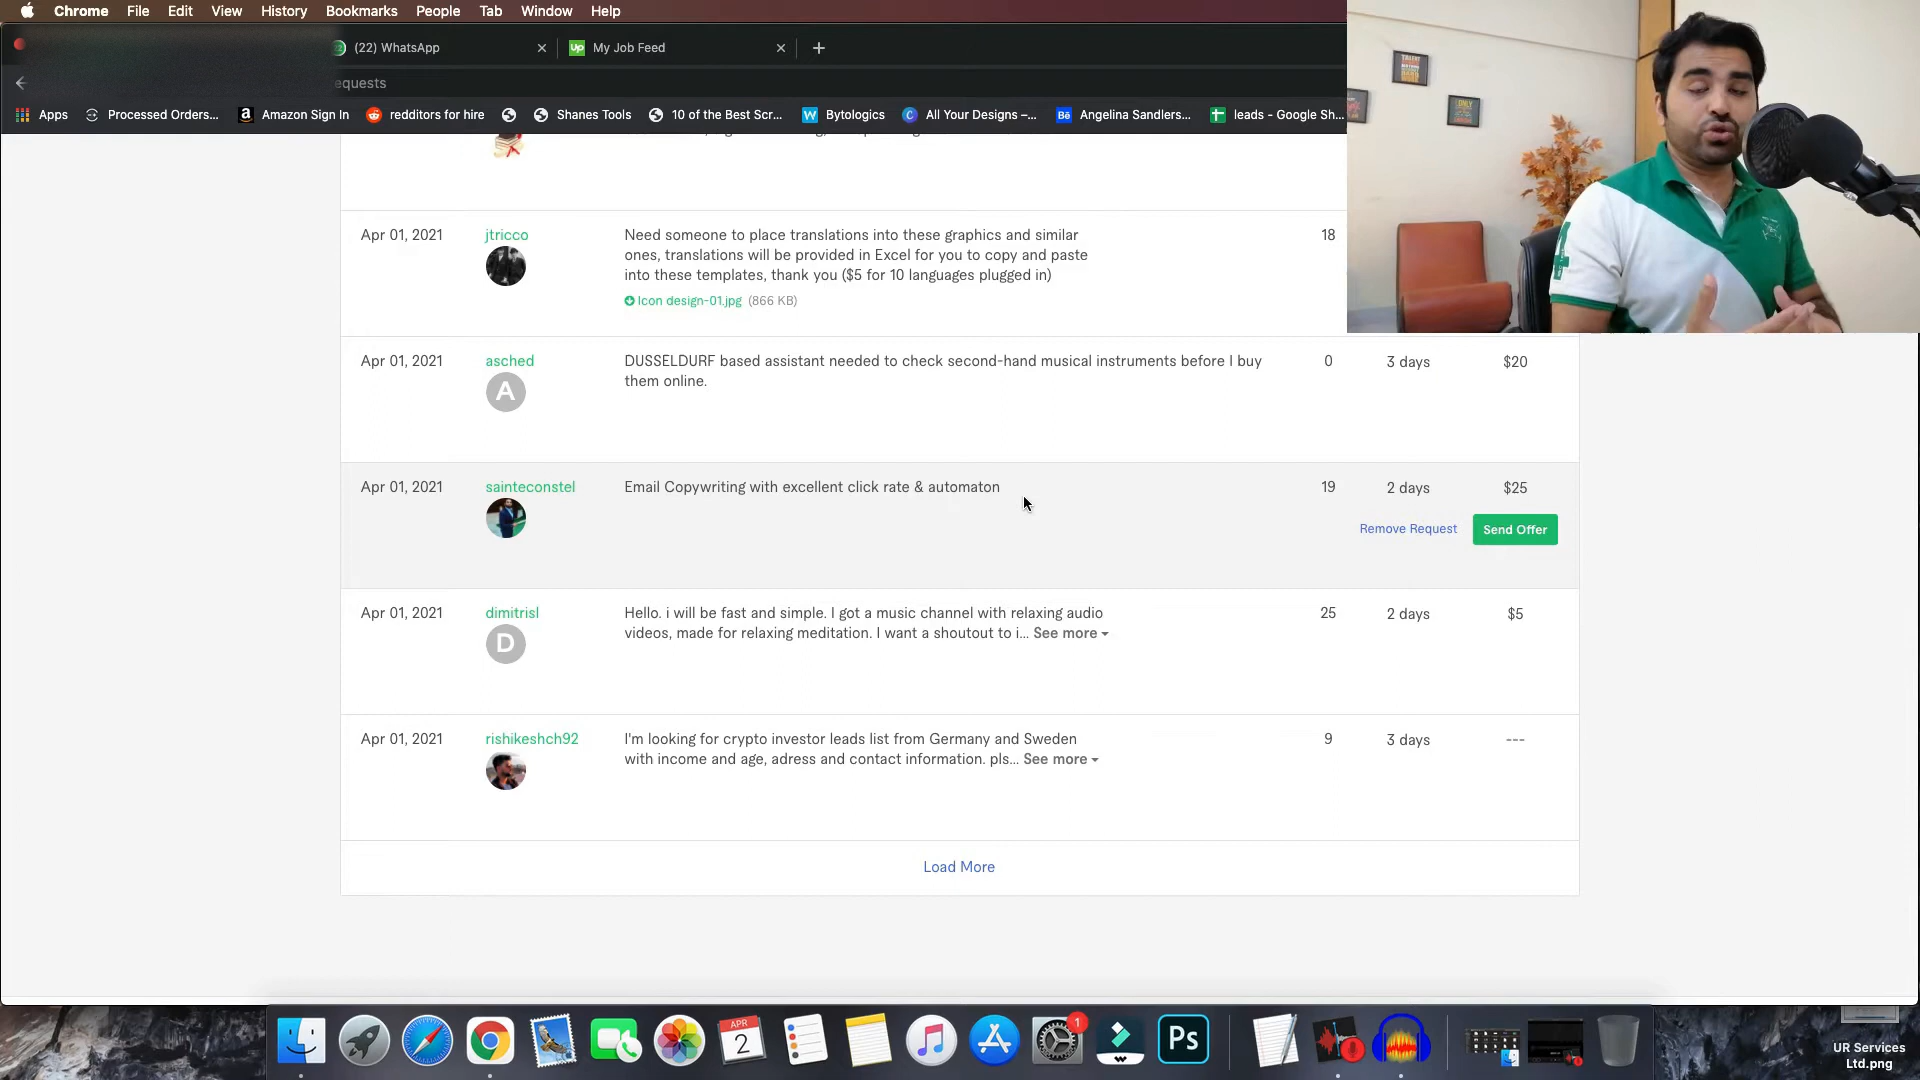 Chrome File Edit View History Bookmarks People Tab Window Help
(22) WhatsApp
My Job Feed
equests
Apps
Processed Orders...
Amazon Sign In
redditors for hire
Shanes Tools
10 of the Best Scr...
Bytologics
All Your Designs –...
Angelina Sandlers...
leads - Google Sh...
Apr 01, 2021
jtricco
Need someone to place translations into these graphics and similar
ones, translations will be provided in Excel for you to copy and paste
into these templates, thank you ($5 for 10 languages plugged in)
Icon design-01.jpg (866 KB)
18
Apr 01, 2021
asched
A
DUSSELDURF based assistant needed to check second-hand musical instruments before I buy
them online.
0
3 days
$20
Apr 01, 2021
sainteconstel
Email Copywriting with excellent click rate & automaton
19
2 days
$25
Remove Request
Send Offer
Apr 01, 2021
dimitrisl
D
Hello. i will be fast and simple. I got a music channel with relaxing audio
videos, made for relaxing meditation. I want a shoutout to i... See more
25
2 days
$5
Apr 01, 2021
rishikeshch92
I'm looking for crypto investor leads list from Germany and Sweden
with income and age, adress and contact information. pls... See more
9
3 days
---
Load More
APR
2
1
Ps
UR Services
Ltd.png